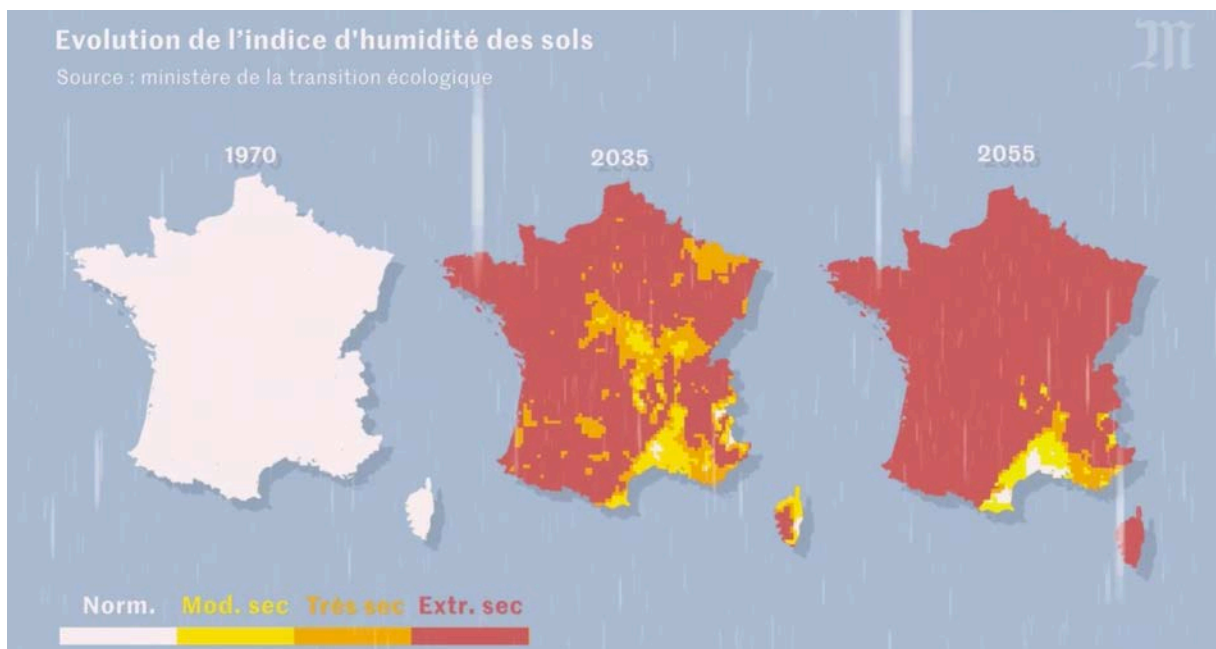 Evolution de l'indice d'humidité des sols
Source : ministère de la transition écologique
M
1970
2035
2055
Norm. Mod. sec Très sec Extr. sec